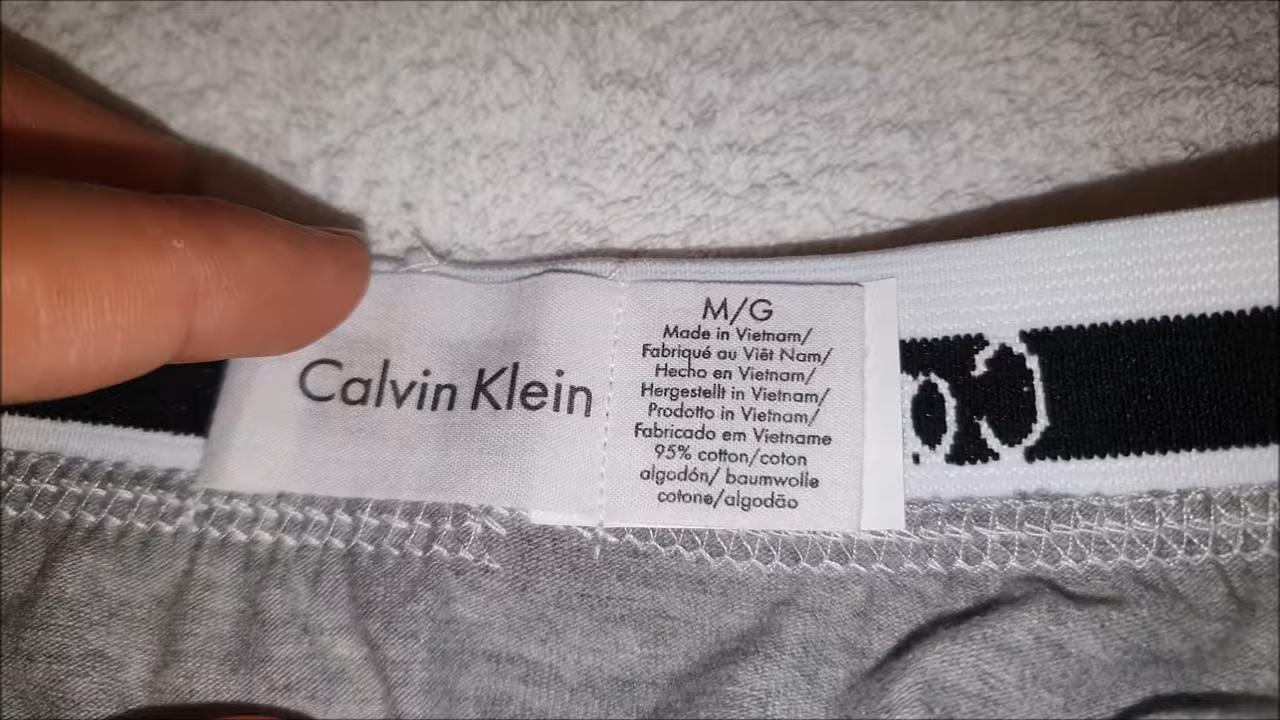 Calvin Klein
M/G
Made in Vietnam/
Fabriqué au Viêt Nam/
Hecho en Vietnam/
Hergestellt in Vietnam/
Prodotto in Vietnam/
Fabricado em Vietname
95% cotton/coton
algodón/ baumwolle
cotone/algodão